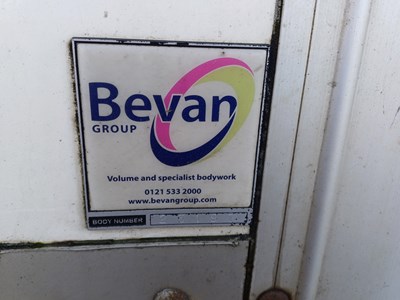 Bevan
GROUP
Volume and specialist bodywork
0121 533 2000
www.bevangroup.com
BODY NUMBER